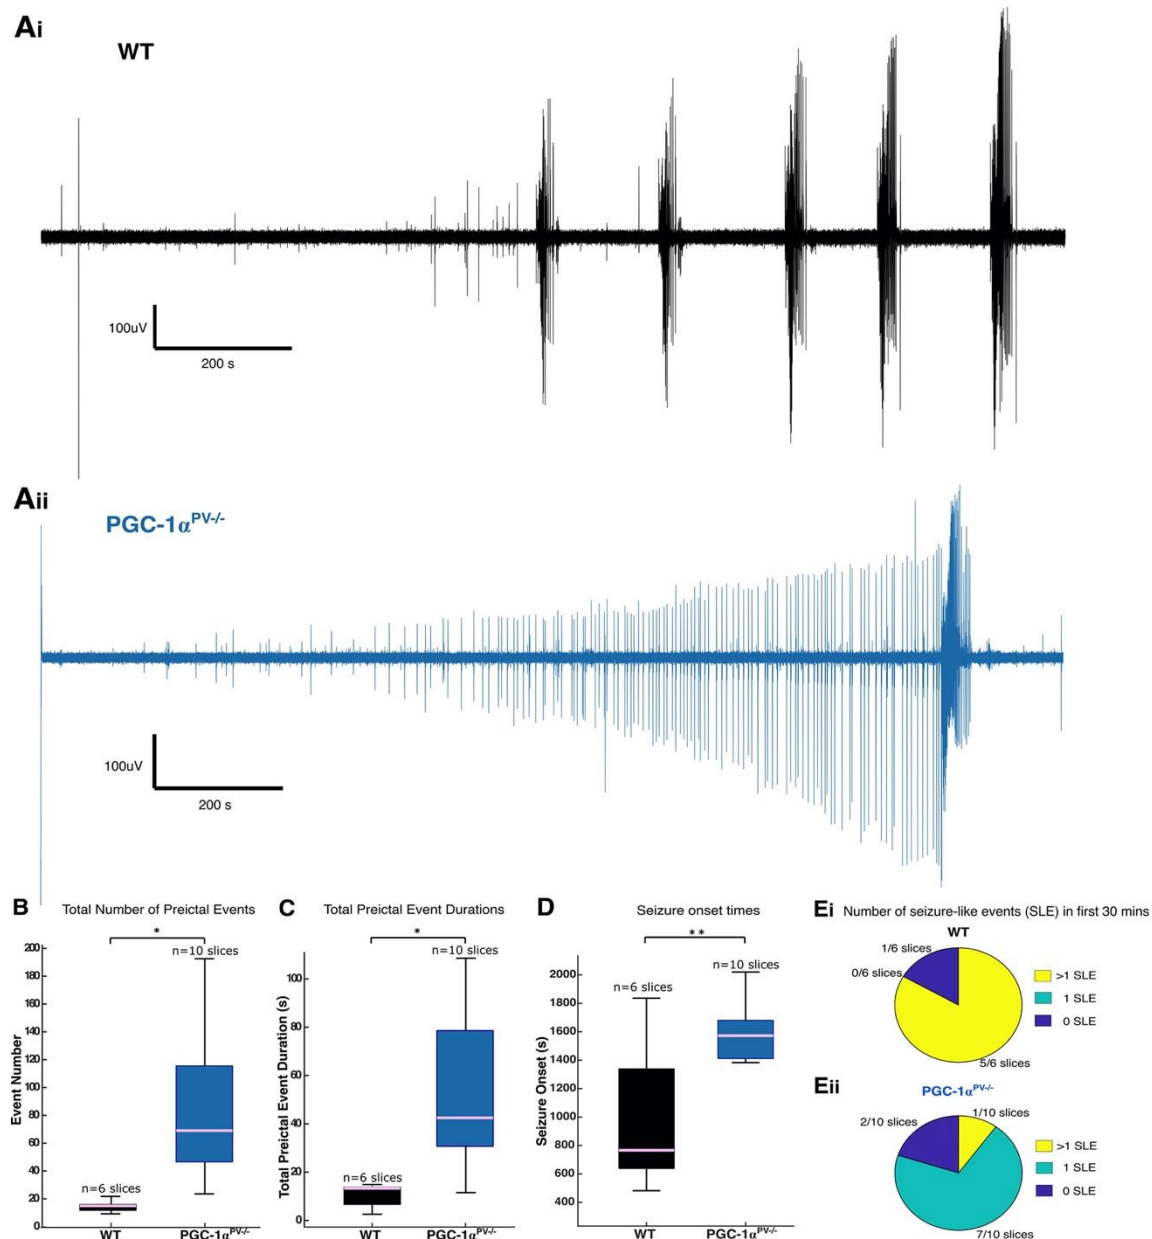 Ai
WT
100uV
200 s
Aii
PGC-1α^PV-/-
100uV
200 s
B
Total Number of Preictal Events
*
n=10 slices
n=6 slices
Event Number
200
180
160
140
120
100
80
60
40
20
0
WT
PGC-1α^PV-/-
C
Total Preictal Event Durations
*
n=10 slices
n=6 slices
Total Preictal Event Duration (s)
100
80
60
40
20
0
WT
PGC-1α^PV-/-
D
Seizure onset times
**
n=10 slices
n=6 slices
Seizure Onset (s)
2000
1800
1600
1400
1200
1000
800
600
400
WT
PGC-1α^PV-/-
Ei
Number of seizure-like events (SLE) in first 30 mins
WT
1/6 slices
0/6 slices
5/6 slices
>1 SLE
1 SLE
0 SLE
Eii
PGC-1α^PV-/-
1/10 slices
2/10 slices
7/10 slices
>1 SLE
1 SLE
0 SLE